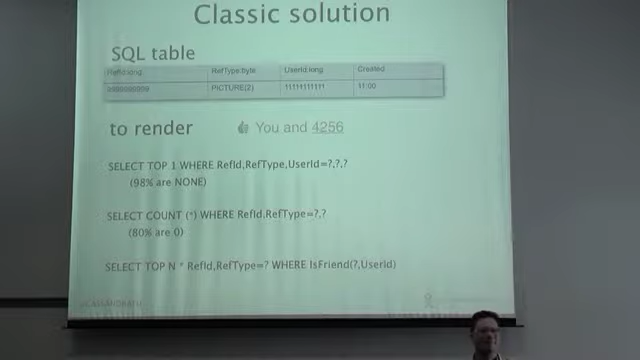 Classic solution
SQL table
RefId:long RefType:byte UserId:long Created
9999999999 PICTURE(2) 11111111111 11:00
to render You and 4256
SELECT TOP 1 WHERE RefId,RefType,UserId=?,?,?
(98% are NONE)
SELECT COUNT (*) WHERE RefId,RefType=?,?
(80% are 0)
SELECT TOP N * RefId,RefType=? WHERE IsFriend(?,UserId)